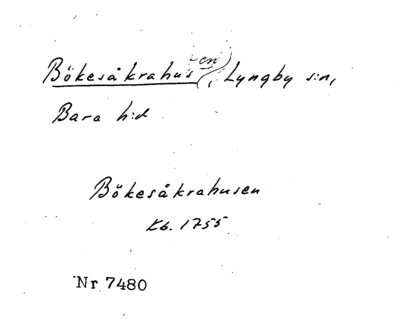 Bökesåkrahus(en), Lyngby s:n,
Bara h:d
Bökesåkrahusen
Kb. 1755
Nr 7480